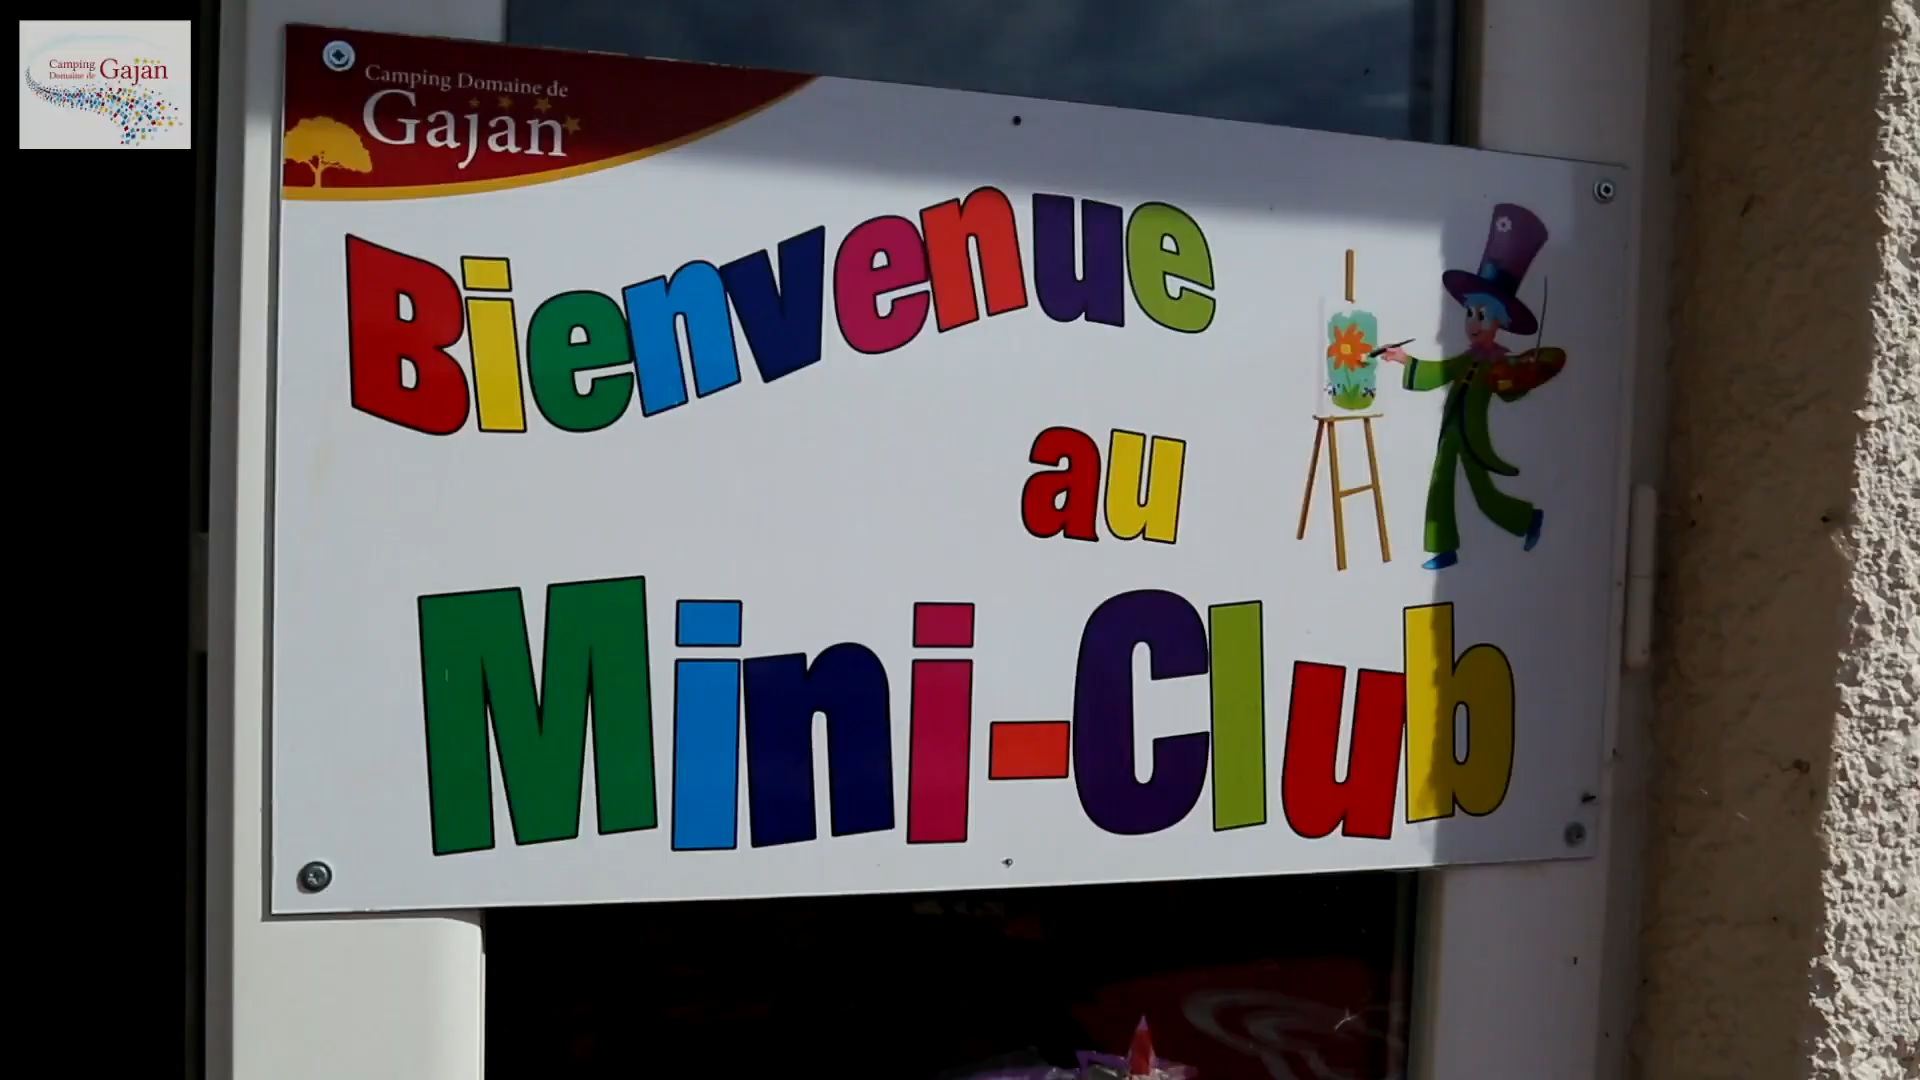 Camping
Domaine de Gajan
Camping Domaine de
Gajan
Bienvenue
au
Mini-Club